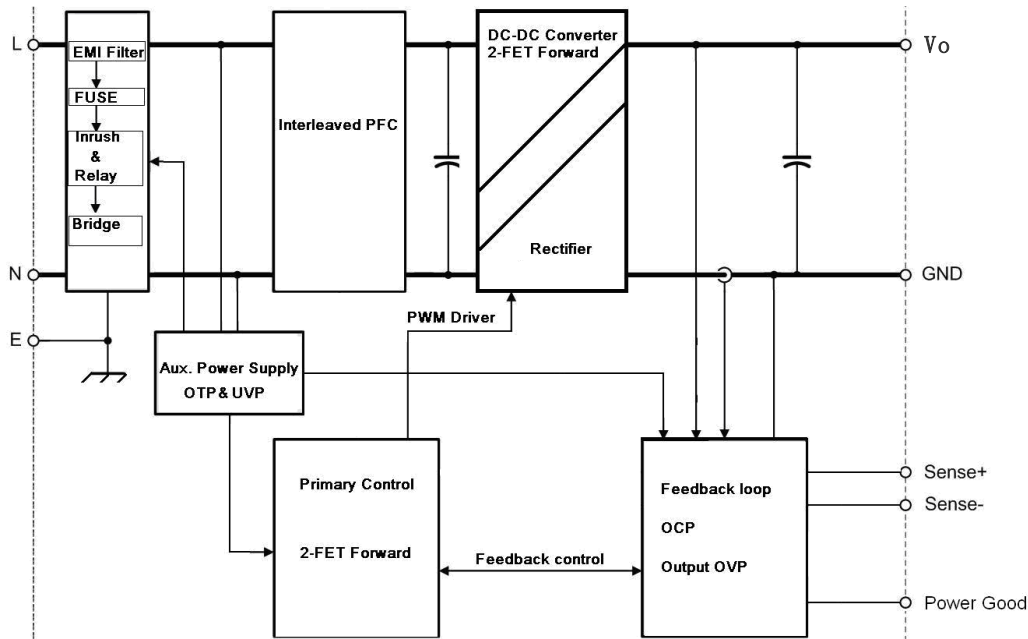 L
EMI Filter
FUSE
Inrush
&
Relay
Bridge
Interleaved PFC
DC-DC Converter
2-FET Forward
Rectifier
Vo
N
GND
E
PWM Driver
Aux. Power Supply
OTP & UVP
Primary Control
2-FET Forward
Feedback control
Feedback loop
OCP
Output OVP
Sense+
Sense-
Power Good